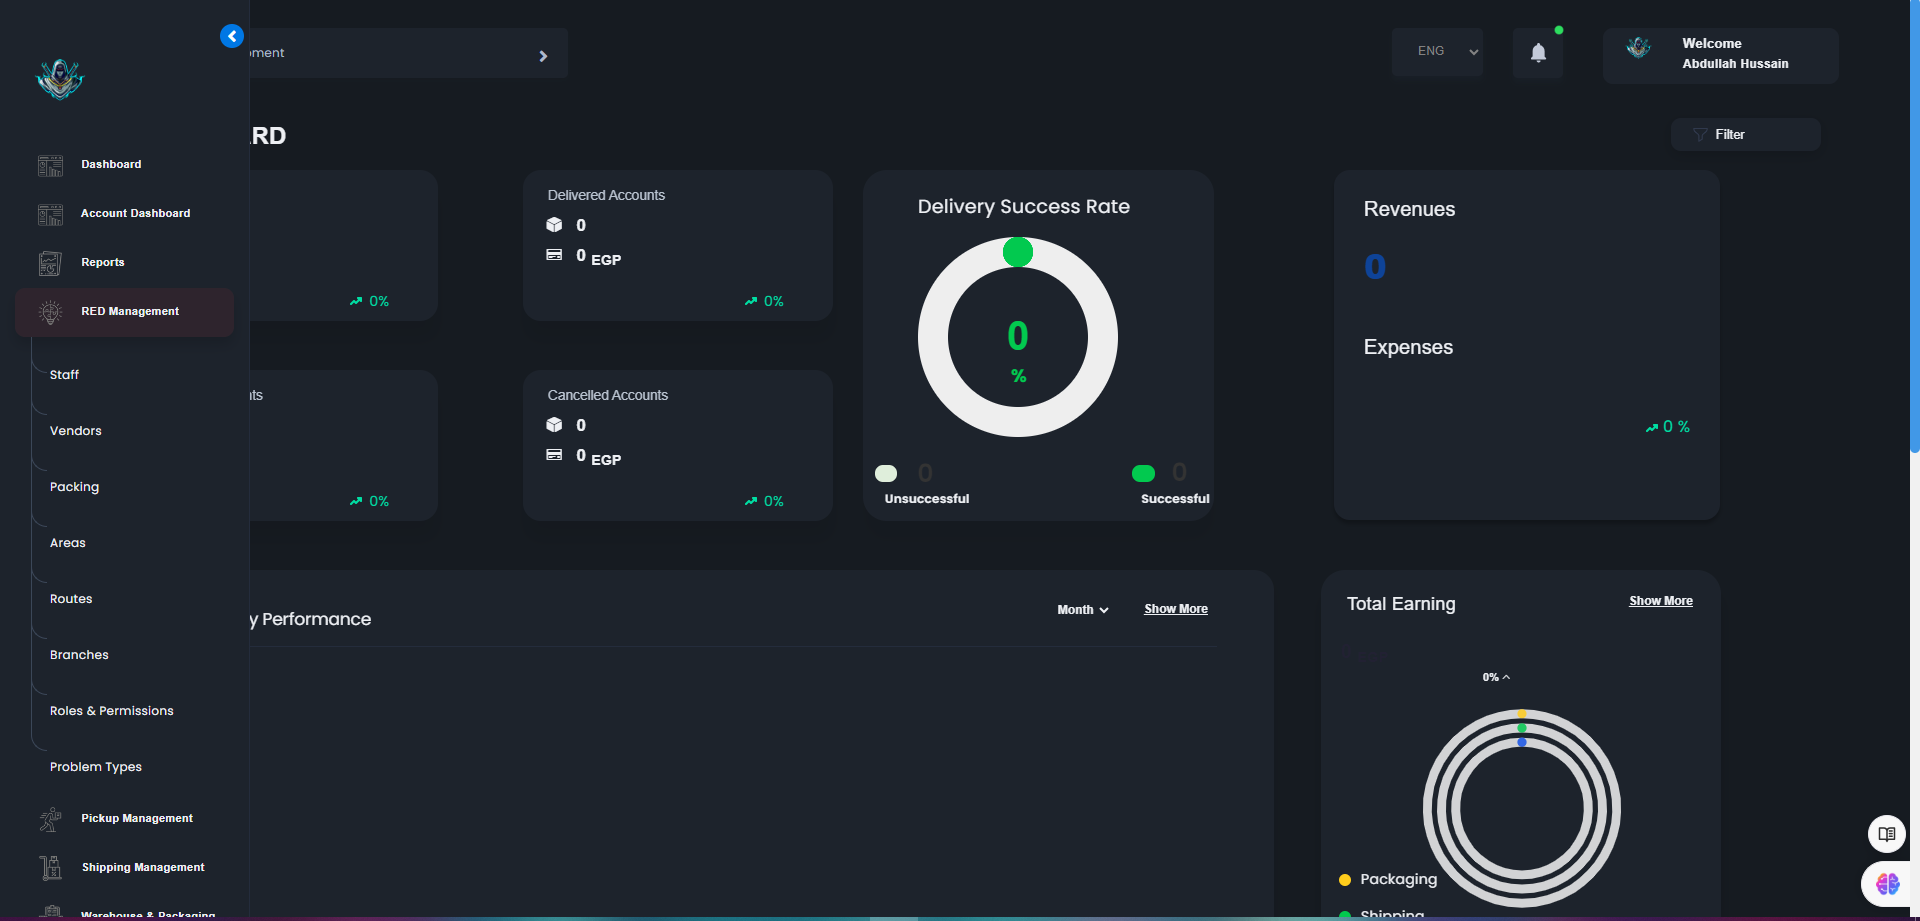 Dashboard
Account Dashboard
Reports
RED Management
Staff
Vendors
Packing
Areas
Routes
Branches
Roles & Permissions
Problem Types
Pickup Management
Shipping Management
Warehouse & Packaging
ment
ENG
Welcome
Abdullah Hussain
RD
Filter
0%
Delivered Accounts
0
0 EGP
0%
nts
0%
Cancelled Accounts
0
0 EGP
0%
Delivery Success Rate
0
%
0
Unsuccessful
0
Successful
Revenues
0
Expenses
0 %
y Performance
Month
Show More
Total Earning
Show More
0%
Packaging
Shipping